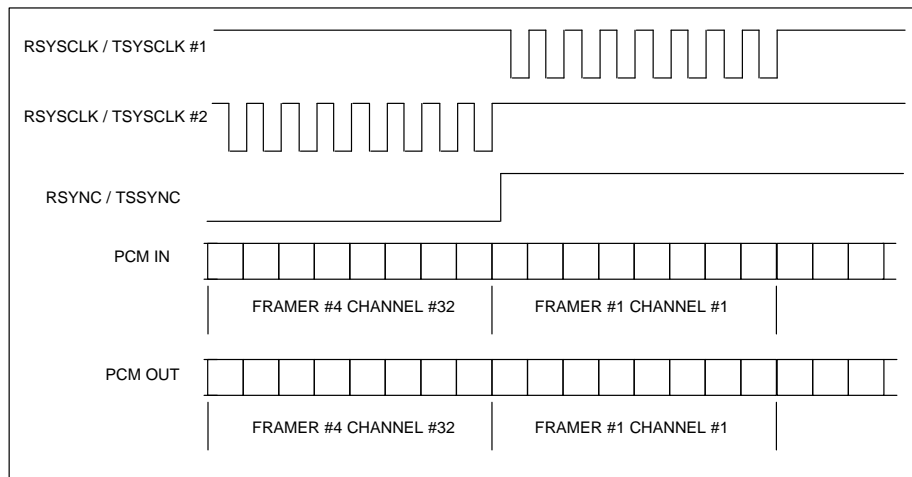 RSYSCLK / TSYSCLK #1
RSYSCLK / TSYSCLK #2
RSYNC / TSSYNC
PCM IN
FRAMER #4 CHANNEL #32 FRAMER #1 CHANNEL #1
PCM OUT
FRAMER #4 CHANNEL #32 FRAMER #1 CHANNEL #1